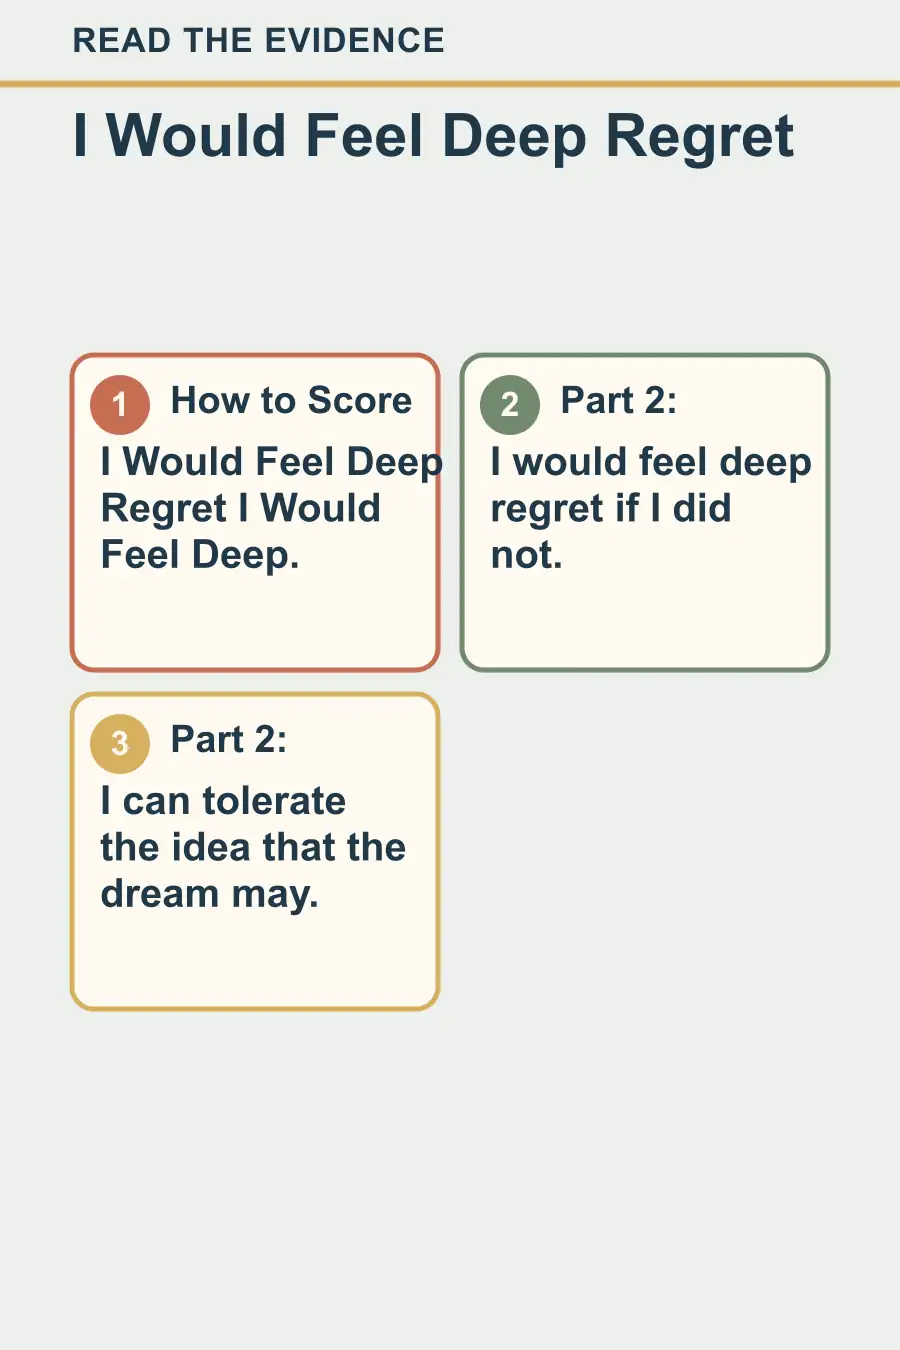 READ THE EVIDENCE
I Would Feel Deep Regret
1 How to Score
I Would Feel Deep
Regret I Would
Feel Deep.
2 Part 2:
I would feel deep
regret if I did
not.
3 Part 2:
I can tolerate
the idea that the
dream may.